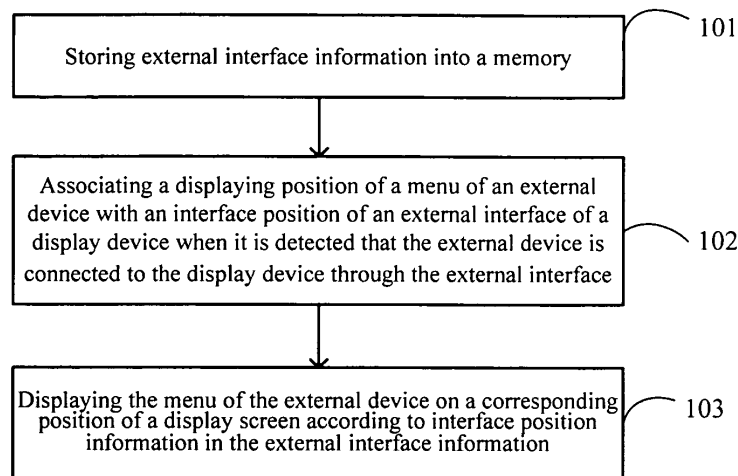 101
Storing external interface information into a memory
Associating a displaying position of a menu of an external
device with an interface position of an external interface of a
display device when it is detected that the external device is
connected to the display device through the external interface
102
Displaying the menu of the external device on a corresponding
position of a display screen according to interface position
information in the external interface information
103